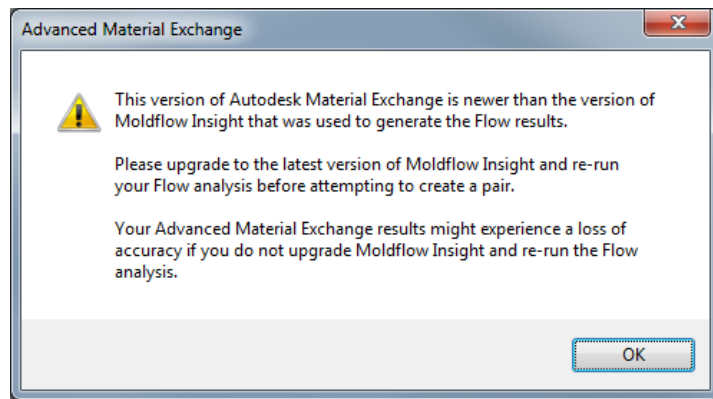 Advanced Material Exchange
This version of Autodesk Material Exchange is newer than the version of
Moldflow Insight that was used to generate the Flow results.
Please upgrade to the latest version of Moldflow Insight and re-run
your Flow analysis before attempting to create a pair.
Your Advanced Material Exchange results might experience a loss of
accuracy if you do not upgrade Moldflow Insight and re-run the Flow
analysis.
OK